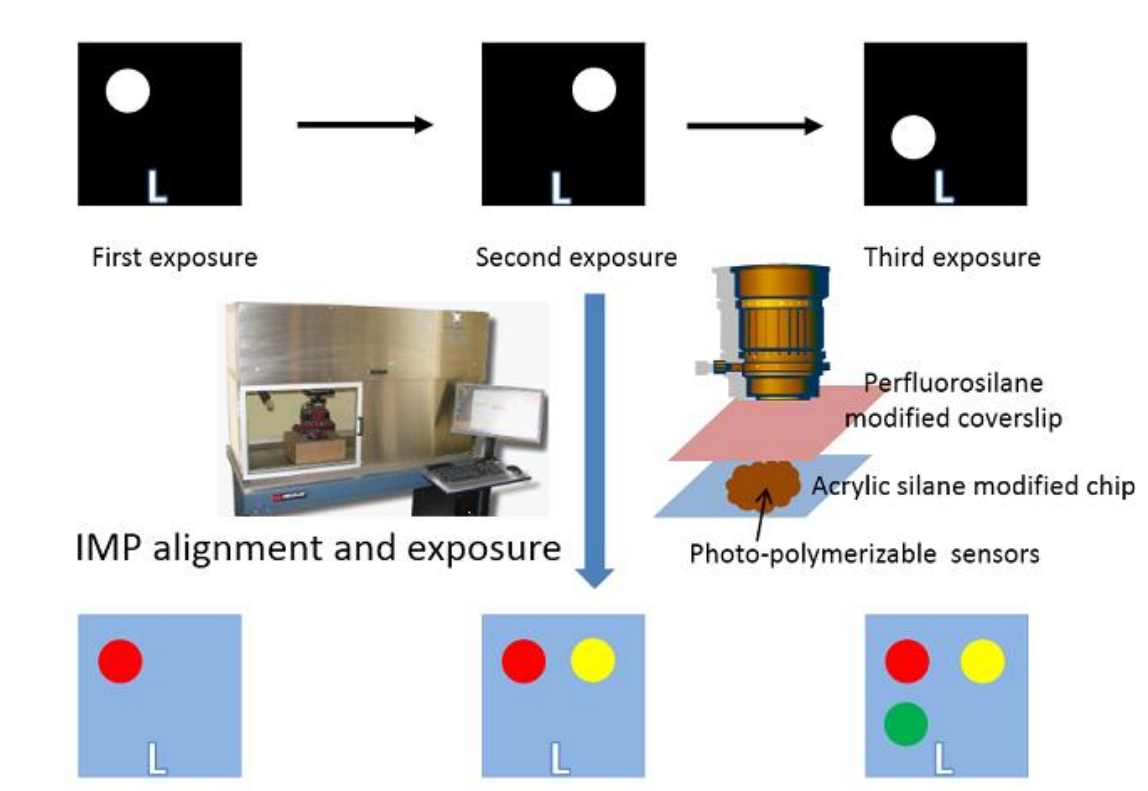 L
L
L
First exposure
Second exposure
Third exposure
Perfluorosilane
modified coverslip
Acrylic silane modified chip
IMP alignment and exposure
Photo-polymerizable sensors
L
L
L